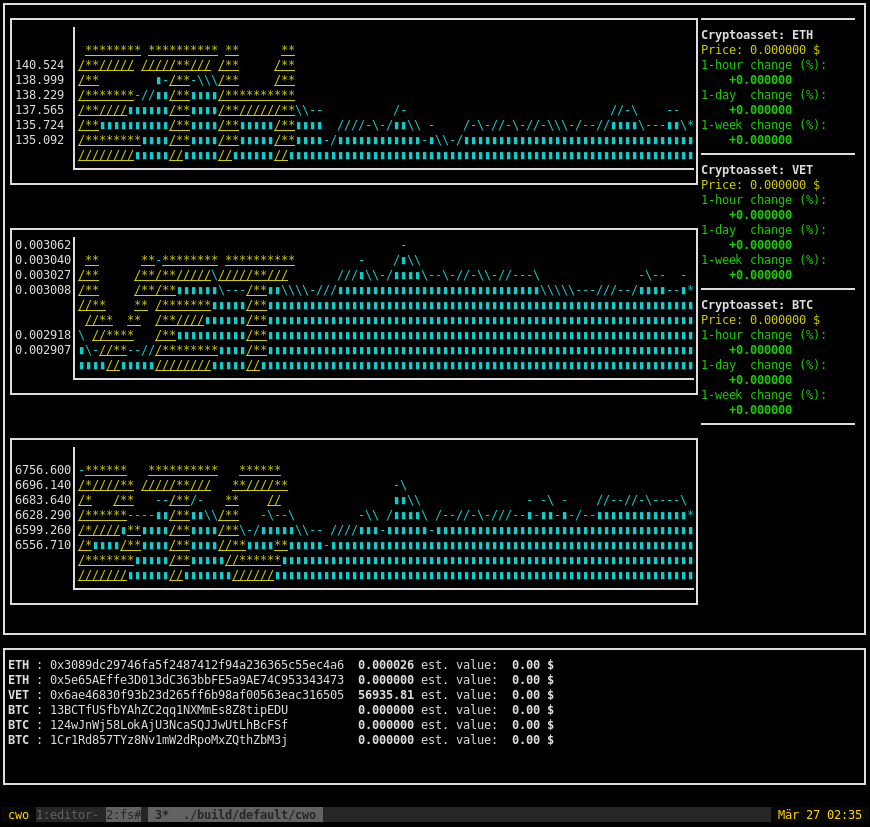 ETH
140.524
138.999
138.229
137.565
135.724
135.092
VET
0.003062
0.003040
0.003027
0.003008
0.002918
0.002907
BTC
6756.600
6696.140
6683.640
6628.290
6599.260
6556.710
Cryptoasset: ETH
Price: 0.000000 $
1-hour change (%):
+0.000000
1-day  change (%):
+0.000000
1-week change (%):
+0.000000
Cryptoasset: VET
Price: 0.000000 $
1-hour change (%):
+0.000000
1-day  change (%):
+0.000000
1-week change (%):
+0.000000
Cryptoasset: BTC
Price: 0.000000 $
1-hour change (%):
+0.000000
1-day  change (%):
+0.000000
1-week change (%):
+0.000000
ETH : 0x3089dc29746fa5f2487412f94a236365c55ec4a6  0.000026 est. value:  0.00 $
ETH : 0x5e65AEffe3D013dC363bbFE5a9AE74C953343473  0.000000 est. value:  0.00 $
VET : 0x6ae46830f93b23d265ff6b98af00563eac316505  56935.81 est. value:  0.00 $
BTC : 13BCTfUSfbYAhZC2qq1NXMmEs8Z8tipEDU          0.000000 est. value:  0.00 $
BTC : 124wJnWj58LokAjU3NcaSQJJwUtLhBcFSf          0.000000 est. value:  0.00 $
BTC : 1Cr1Rd857TYz8Nv1mW2dRpoMxZQthZbM3j          0.000000 est. value:  0.00 $
cwo 1:editor- 2:fs# 3*  ./build/default/cwo Mär 27 02:35